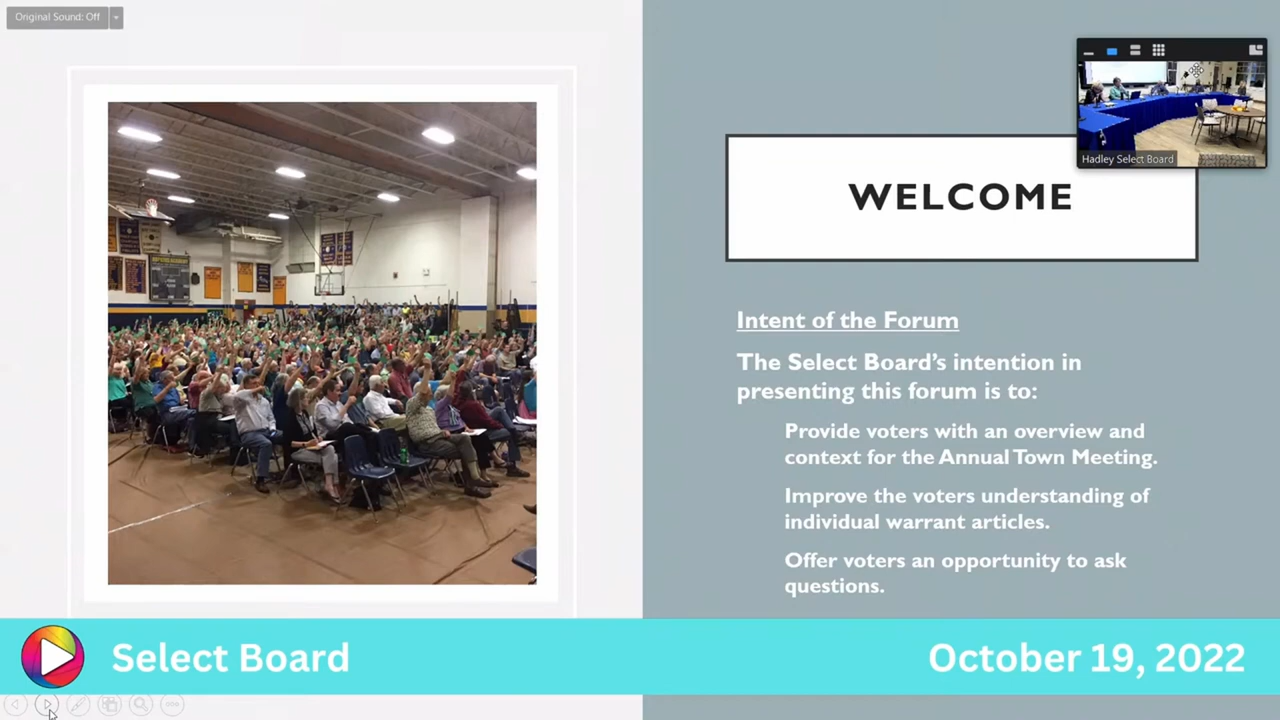 Original Sound: Off
Hadley Select Board
WELCOME
Intent of the Forum
The Select Board's intention in
presenting this forum is to:
Provide voters with an overview and
context for the Annual Town Meeting.
Improve the voters understanding of
individual warrant articles.
Offer voters an opportunity to ask
questions.
Select Board
October 19, 2022